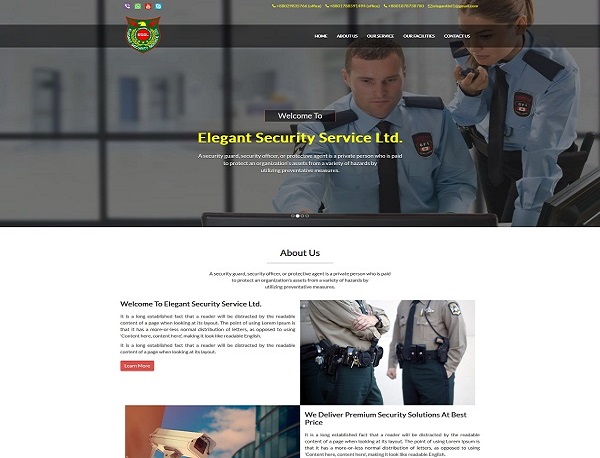 HOME ABOUT US OUR SERVICE OUR FACILITIES CONTACT US
Welcome To
Elegant Security Service Ltd.
A security guard, security officer, or protective agent is a private person who is paid
to protect an organization's assets from a variety of hazards by
utilizing preventative measures.
About Us
A security guard, security officer, or protective agent is a private person who is paid
to protect an organization's assets from a variety of hazards by
utilizing preventative measures.
Welcome To Elegant Security Service Ltd.
It is a long established fact that a reader will be distracted by the readable
content of a page when looking at its layout. The point of using Lorem Ipsum is
that it has a more-or-less normal distribution of letters, as opposed to using
'Content here, content here', making it look like readable English.
It is a long established fact that a reader will be distracted by the readable
content of a page when looking at its layout.
Learn More
We Deliver Premium Security Solutions At Best
Price
It is a long established fact that a reader will be distracted by the readable
content of a page when looking at its layout. The point of using Lorem Ipsum is
that it has a more-or-less normal distribution of letters, as opposed to using
'Content here, content here', making it look like readable English.